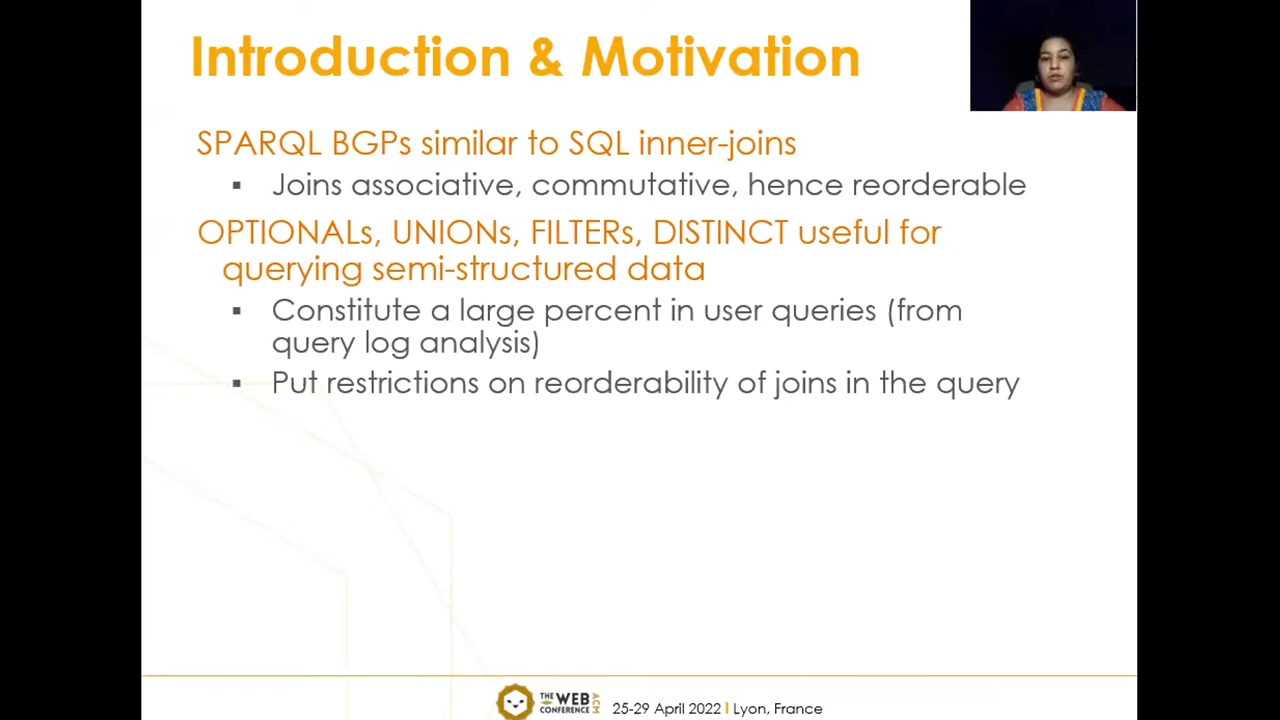 Introduction & Motivation
SPARQL BGPs similar to SQL inner-joins
▪ Joins associative, commutative, hence reorderable
OPTIONALs, UNIONs, FILTERs, DISTINCT useful for
querying semi-structured data
▪ Constitute a large percent in user queries (from
query log analysis)
▪ Put restrictions on reorderability of joins in the query
THE WEB CONFERENCE ACM
25-29 April 2022 | Lyon, France